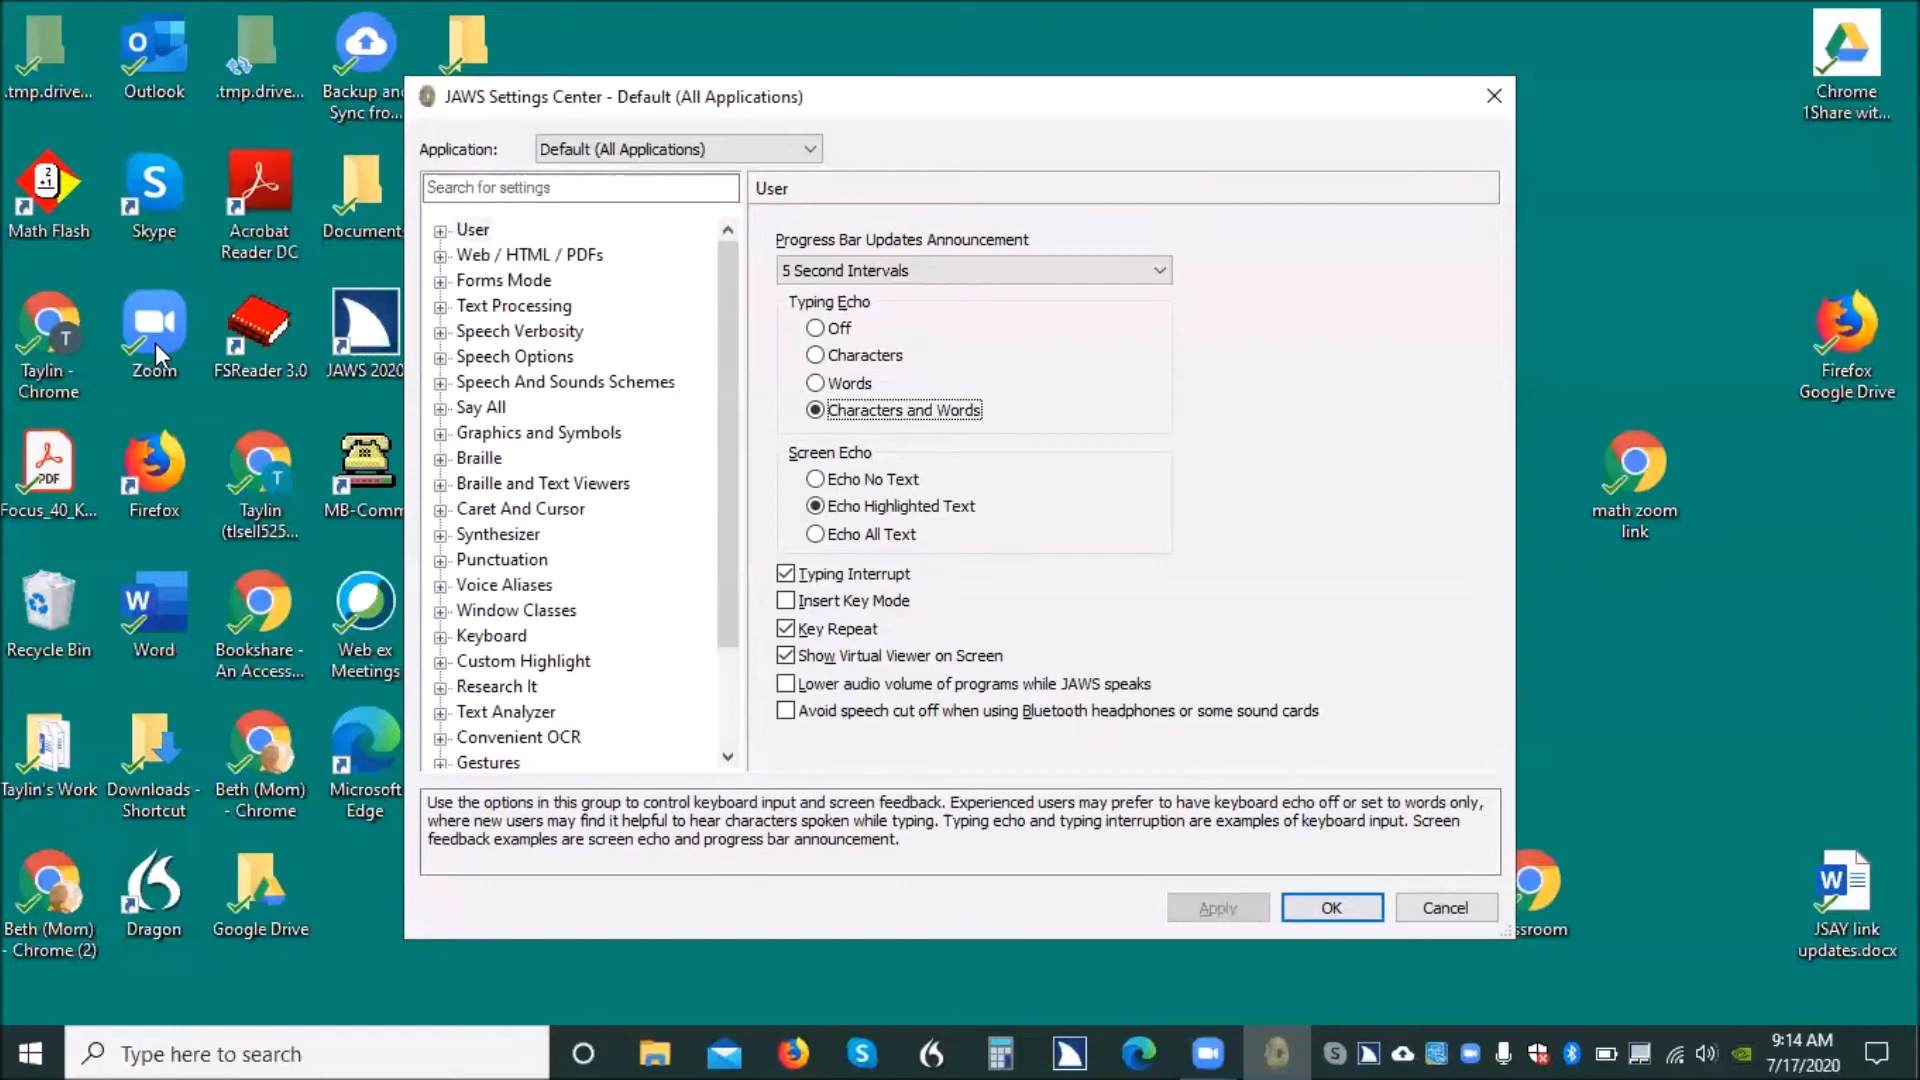 .tmp.drive...
Outlook
.tmp.drive...
Backup and
Sync fro...
Chrome
1Share wit...
Math Flash
Skype
Acrobat
Reader DC
Document
Taylin -
Chrome
Zoom
FSReader 3.0
JAWS 2020
Firefox
Google Drive
PDF
Focus_40_K...
Firefox
Taylin
(tlsell525...
MB-Comm
math zoom
link
Recycle Bin
Word
Bookshare -
An Access...
Web ex
Meetings
Taylin's Work
Downloads -
Shortcut
Beth (Mom)
- Chrome
Microsoft
Edge
Beth (Mom)
- Chrome (2)
Dragon
Google Drive
ssroom
JSAY link
updates.docx
JAWS Settings Center - Default (All Applications)
Application:
Default (All Applications)
Search for settings
User
Web / HTML / PDFs
Forms Mode
Text Processing
Speech Verbosity
Speech Options
Speech And Sounds Schemes
Say All
Graphics and Symbols
Braille
Braille and Text Viewers
Caret And Cursor
Synthesizer
Punctuation
Voice Aliases
Window Classes
Keyboard
Custom Highlight
Research It
Text Analyzer
Convenient OCR
Gestures
User
Progress Bar Updates Announcement
5 Second Intervals
Typing Echo
Off
Characters
Words
Characters and Words
Screen Echo
Echo No Text
Echo Highlighted Text
Echo All Text
Typing Interrupt
Insert Key Mode
Key Repeat
Show Virtual Viewer on Screen
Lower audio volume of programs while JAWS speaks
Avoid speech cut off when using Bluetooth headphones or some sound cards
Use the options in this group to control keyboard input and screen feedback. Experienced users may prefer to have keyboard echo off or set to words only,
where new users may find it helpful to hear characters spoken while typing. Typing echo and typing interruption are examples of keyboard input. Screen
feedback examples are screen echo and progress bar announcement.
Apply
OK
Cancel
Type here to search
9:14 AM
7/17/2020